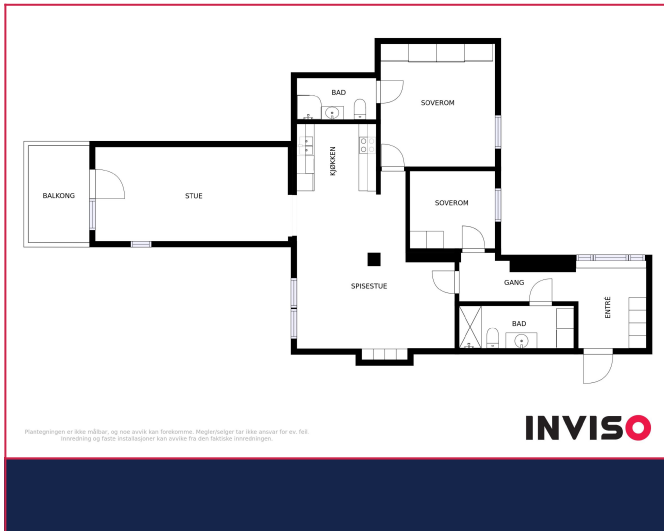 BAD
SOVEROM
KJØKKEN
BALKONG
STUE
SOVEROM
SPISESTUE
GANG
ENTRÉ
BAD
Plantegningen er ikke målbar, og noe avvik kan forekomme. Megler/selger tar ikke ansvar for ev. feil
Innredning og faste installasjoner kan avvike fra den faktiske innredningen.
INVISO